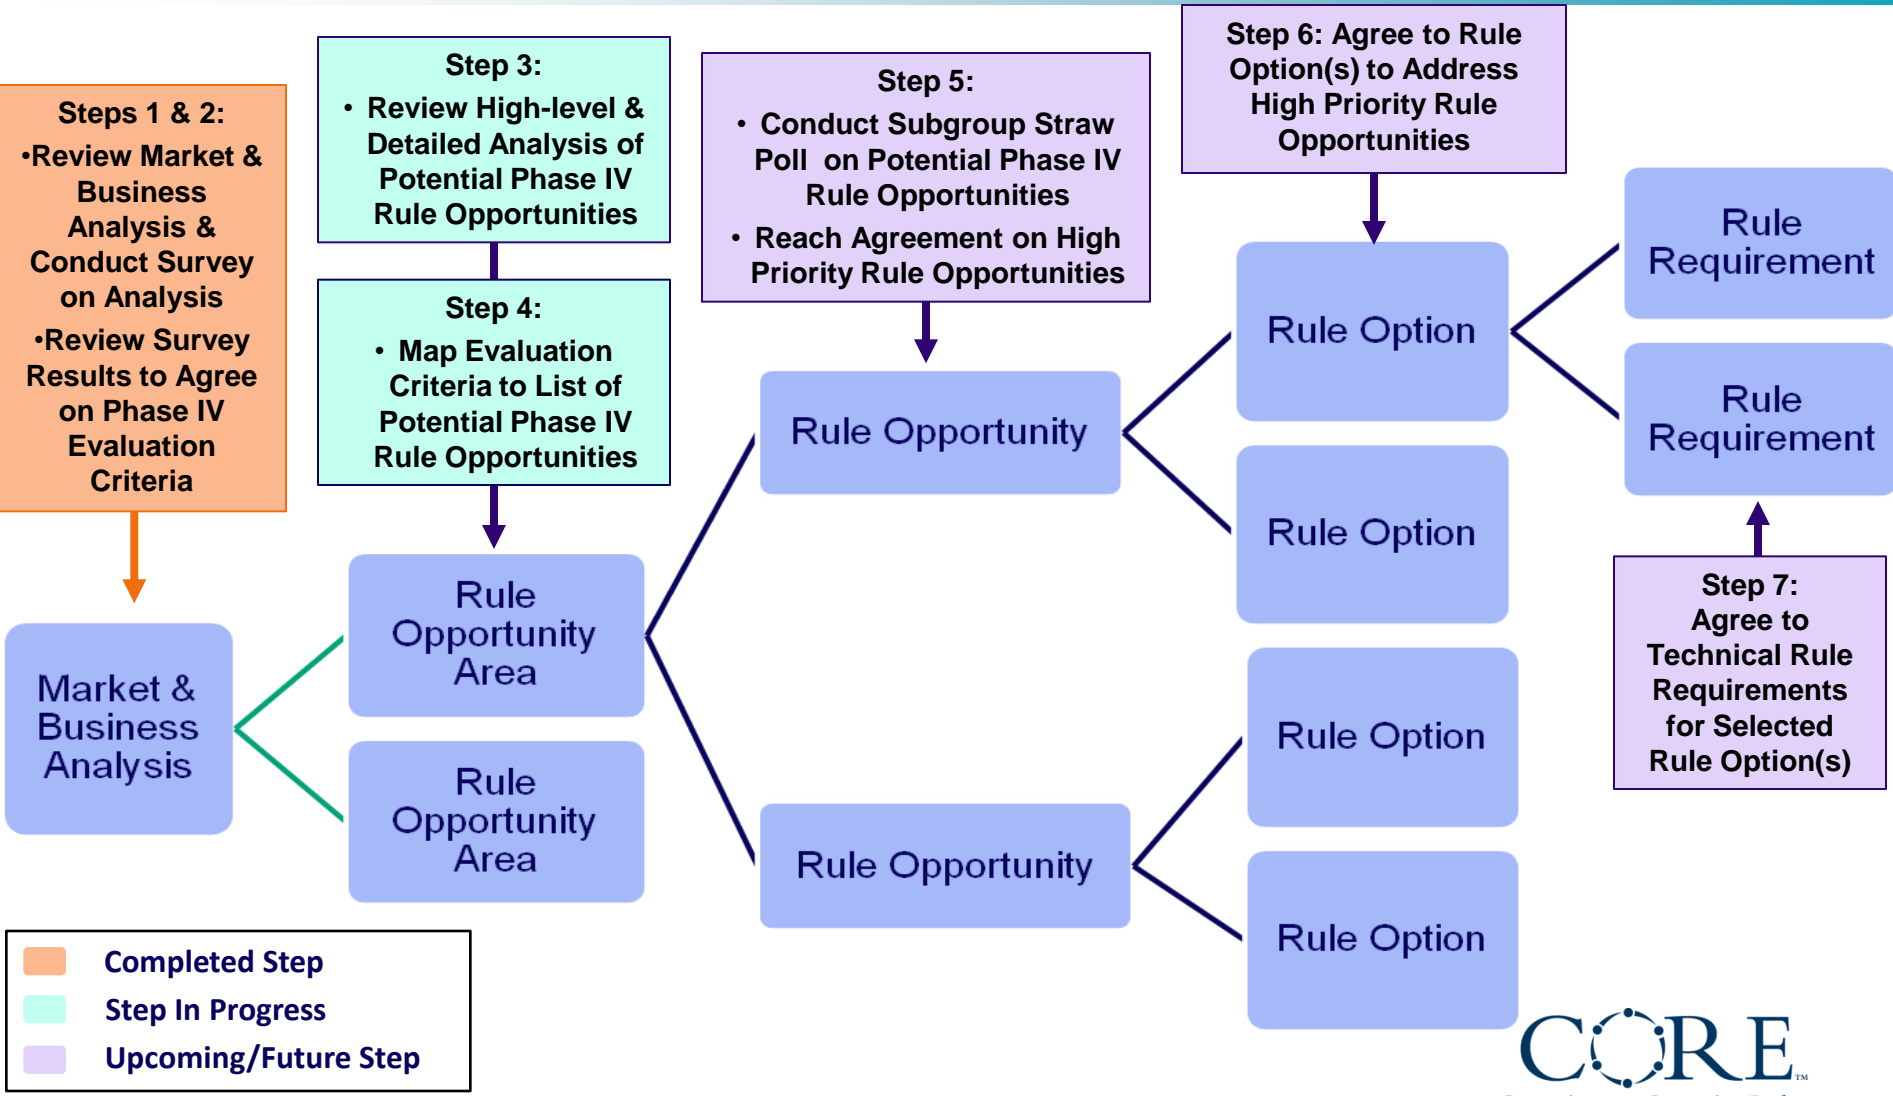 Steps 1 & 2:
•Review Market &
Business
Analysis &
Conduct Survey
on Analysis
•Review Survey
Results to Agree
on Phase IV
Evaluation
Criteria
Step 3:
• Review High-level &
Detailed Analysis of
Potential Phase IV
Rule Opportunities
Step 4:
• Map Evaluation
Criteria to List of
Potential Phase IV
Rule Opportunities
Step 5:
• Conduct Subgroup Straw
Poll on Potential Phase IV
Rule Opportunities
• Reach Agreement on High
Priority Rule Opportunities
Step 6: Agree to Rule
Option(s) to Address
High Priority Rule
Opportunities
Step 7:
Agree to
Technical Rule
Requirements
for Selected
Rule Option(s)
Market &
Business
Analysis
Rule
Opportunity
Area
Rule
Opportunity
Area
Rule Opportunity
Rule Opportunity
Rule Option
Rule Option
Rule Option
Rule Option
Rule
Requirement
Rule
Requirement
Completed Step
Step In Progress
Upcoming/Future Step
CORE™